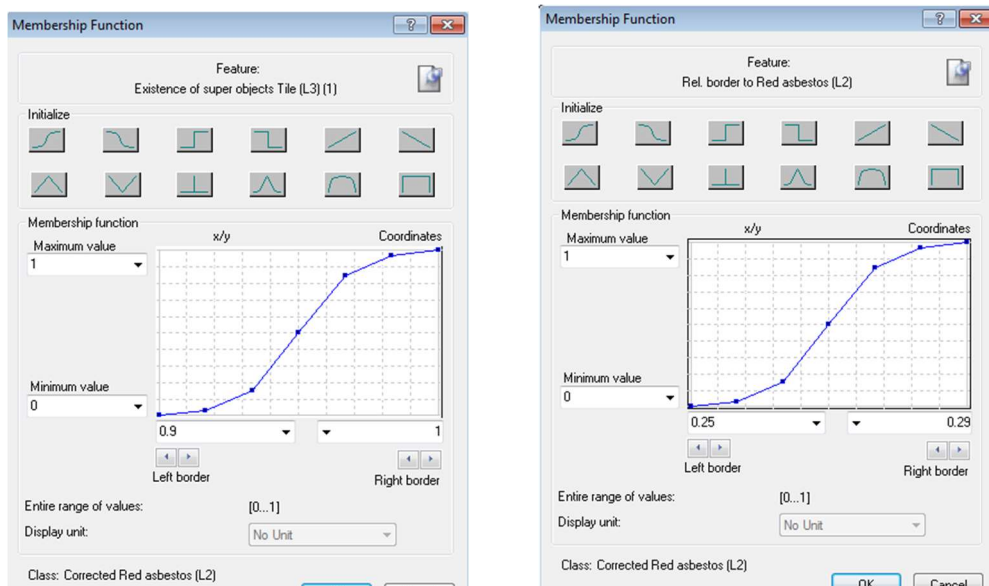 Membership Function
Feature:
Existence of super objects Tile (L3) (1)
Initialize
Membership function
Maximum value
x/y
Coordinates
1
Minimum value
0
0.9
1
Left border
Right border
Entire range of values:
[0...1]
Display unit:
No Unit
Class: Corrected Red asbestos (L2)
Membership Function
Feature:
Rel. border to Red asbestos (L2)
Initialize
Membership function
Maximum value
x/y
Coordinates
1
Minimum value
0
0.25
0.29
Left border
Right border
Entire range of values:
[0...1]
Display unit:
No Unit
Class: Corrected Red asbestos (L2)
OK
Cancel